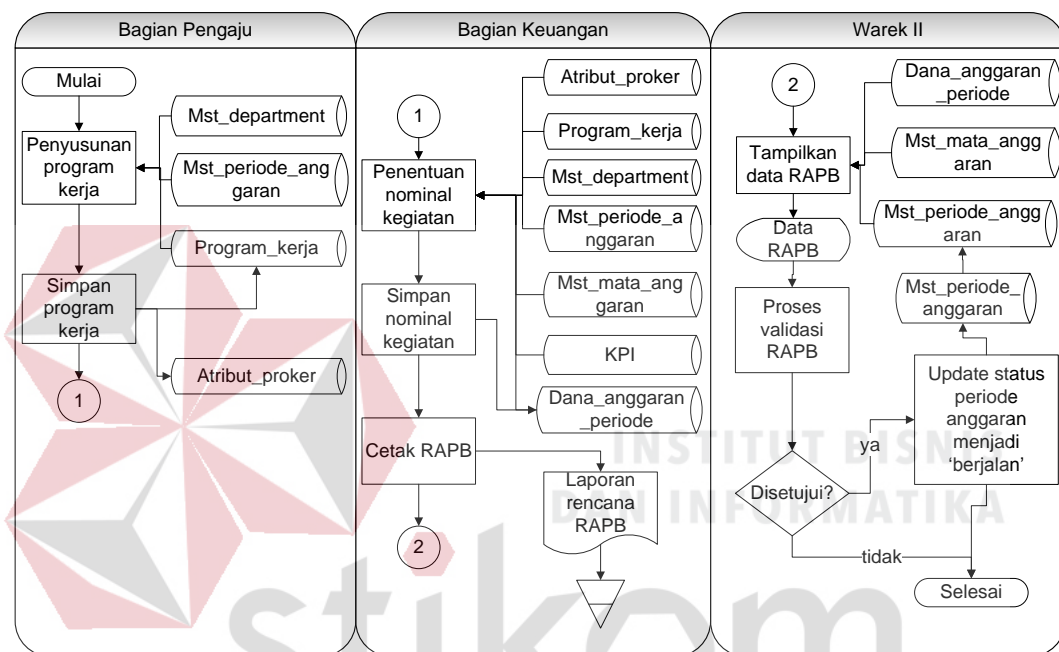 Bagian Pengaju
Bagian Keuangan
Warek II
Mulai
Penyusunan
program
kerja
Simpan
program
kerja
1
Mst_department
Mst_periode_ang
garan
Program_kerja
Atribut_proker
1
Penentuan
nominal
kegiatan
Simpan
nominal
kegiatan
Cetak RAPB
2
Atribut_proker
Program_kerja
Mst_department
Mst_periode_a
nggaran
Mst_mata_ang
garan
KPI
Dana_anggaran
_periode
Laporan
rencana
RAPB
2
Tampilkan
data RAPB
Data
RAPB
Proses
validasi
RAPB
Disetujui?
ya
tidak
Dana_anggaran
_periode
Mst_mata_angg
aran
Mst_periode_angg
aran
Mst_periode_
anggaran
Update status
periode
anggaran
menjadi
‘berjalan’
Selesai
INSTITUT BISNIS
DAN INFORMATIKA
stikom